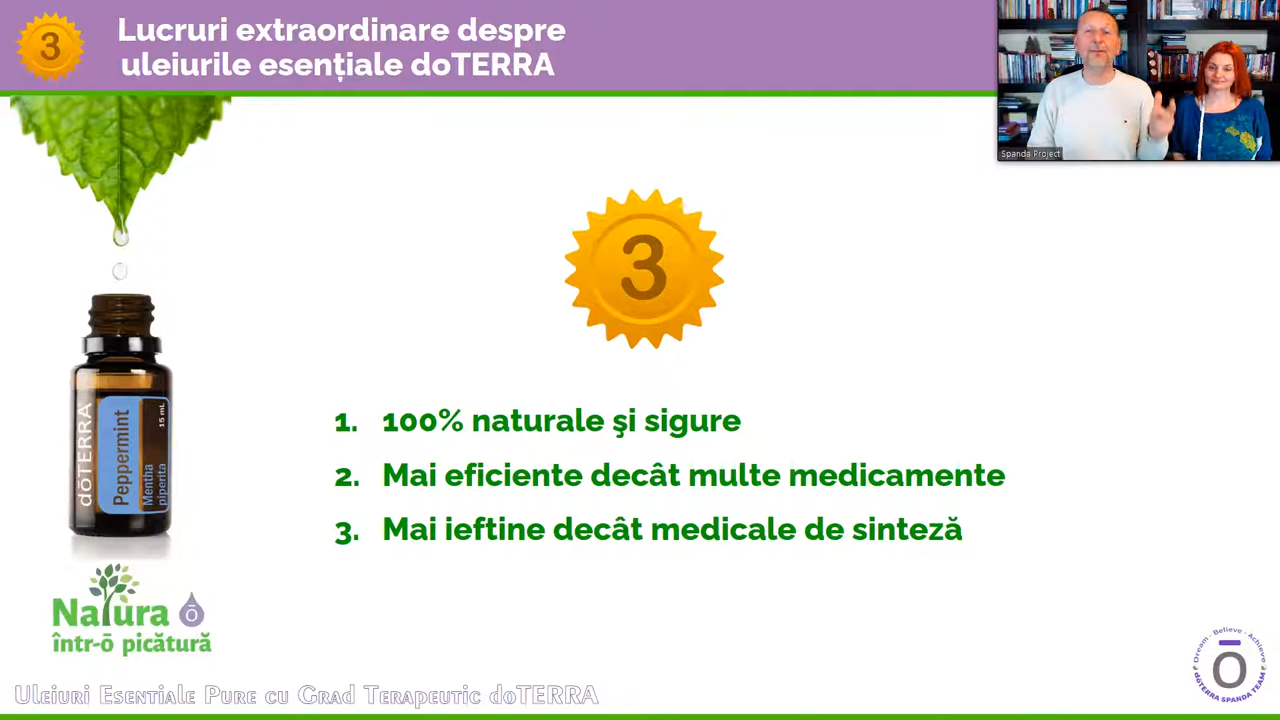 3
Lucruri extraordinare despre
uleiurile esențiale doTERRA
Spanda Project
3
1. 100% naturale şi sigure
2. Mai eficiente decât multe medicamente
3. Mai ieftine decât medicale de sinteză
dōTERRA
Peppermint
Mentha
piperita
15 mL
Natura ō
într-ō picătură
Uleiuri Esentiale Pure cu Grad Terapeutic doTERRA
Dream · Believe · Achieve
Ō
dōTERRA SPANDA TEAM